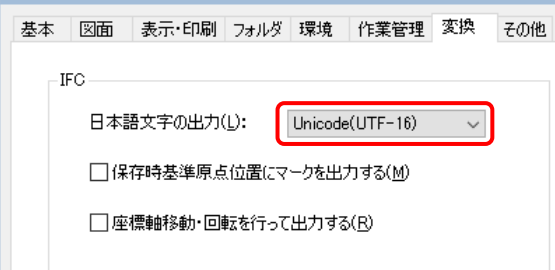 基本 図面 表示･印刷 フォルダ 環境 作業管理 変換 その他
IFC
日本語文字の出力(L): Unicode(UTF-16)
保存時基準原点位置にマークを出力する(M)
座標軸移動･回転を行って出力する(R)